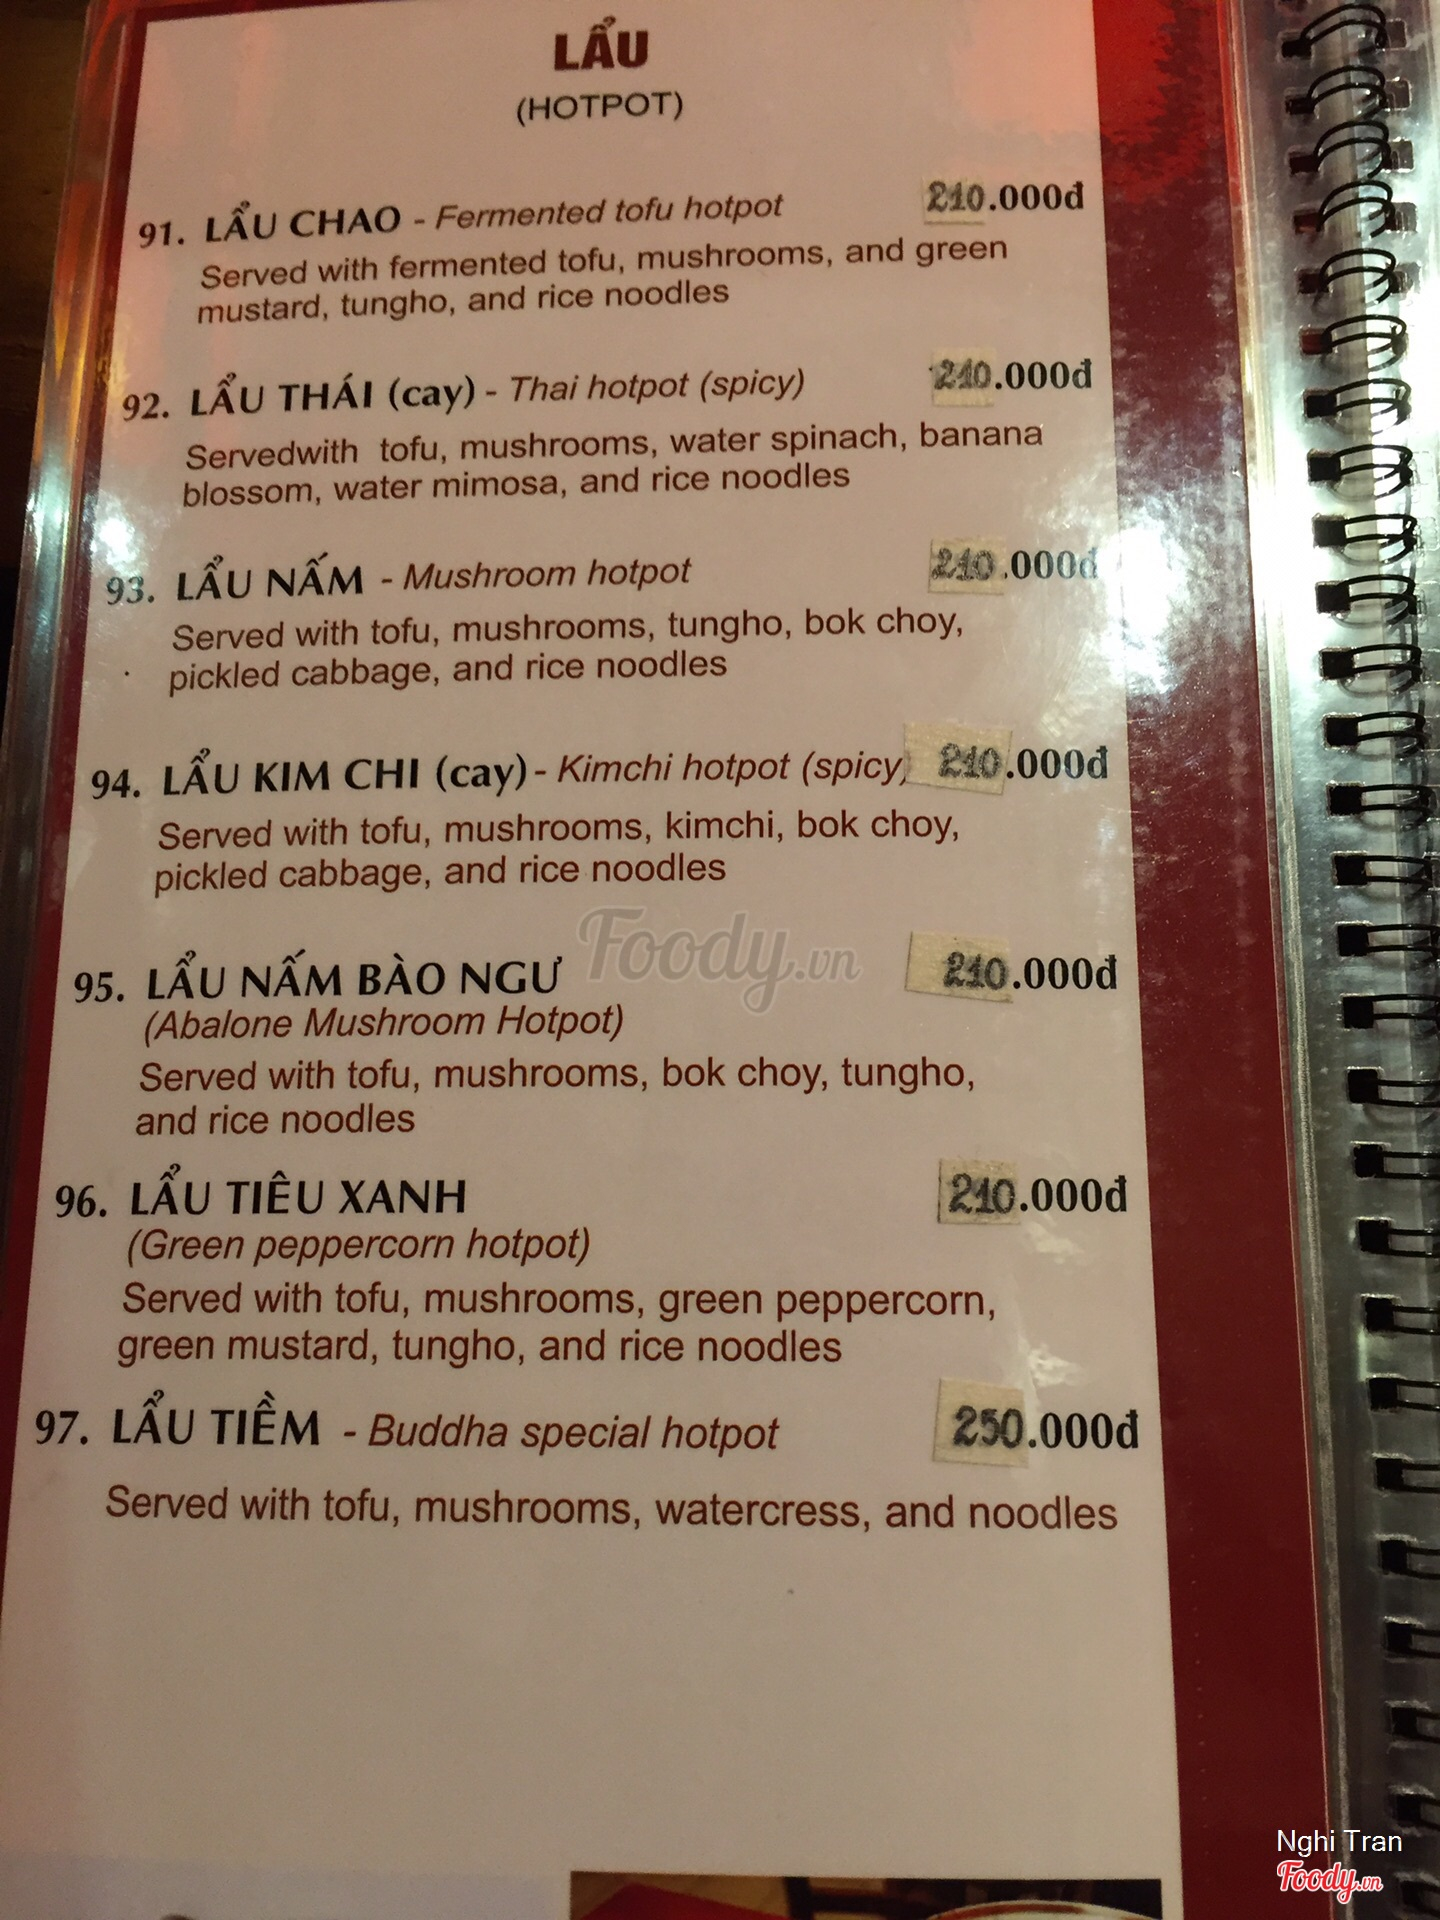 LẨU
(HOTPOT)
91. LẨU CHAO - Fermented tofu hotpot 210.000đ
Served with fermented tofu, mushrooms, and green
mustard, tungho, and rice noodles
92. LẨU THÁI (cay) - Thai hotpot (spicy) 210.000đ
Servedwith tofu, mushrooms, water spinach, banana
blossom, water mimosa, and rice noodles
93. LẨU NẤM - Mushroom hotpot 210.000đ
Served with tofu, mushrooms, tungho, bok choy,
pickled cabbage, and rice noodles
94. LẨU KIM CHI (cay) - Kimchi hotpot (spicy) 210.000đ
Served with tofu, mushrooms, kimchi, bok choy,
pickled cabbage, and rice noodles
Foody.vn
95. LẨU NẤM BÀO NGƯ 210.000đ
(Abalone Mushroom Hotpot)
Served with tofu, mushrooms, bok choy, tungho,
and rice noodles
96. LẨU TIÊU XANH 210.000đ
(Green peppercorn hotpot)
Served with tofu, mushrooms, green peppercorn,
green mustard, tungho, and rice noodles
97. LẨU TIỀM - Buddha special hotpot 250.000đ
Served with tofu, mushrooms, watercress, and noodles
Nghi Tran
Foody.vn